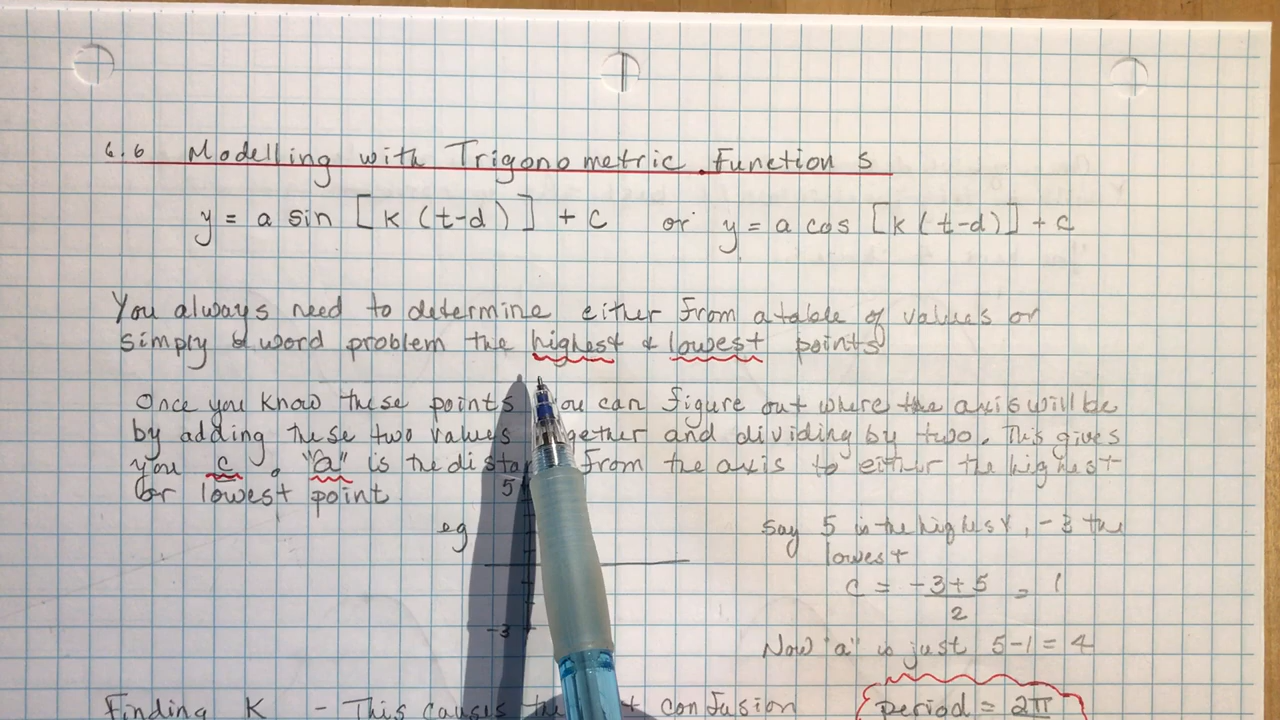 6.6 Modelling with Trigonometric Functions
y = a sin [k (t-d)] + c or y = a cos [k (t-d)] + c
You always need to determine either from a table of values or
simply word problem the highest & lowest points
Once you know these points you can figure out where the axis will be
by adding these two values together and dividing by two. This gives
you c. "a" is the distance from the axis to either the highest
or lowest point
5
eg
Say 5 is the highest, -3 the
lowest
c = -3+5 = 1
2
-3
Now "a" is just 5-1 = 4
Finding K - This causes the confusion
period = 2π